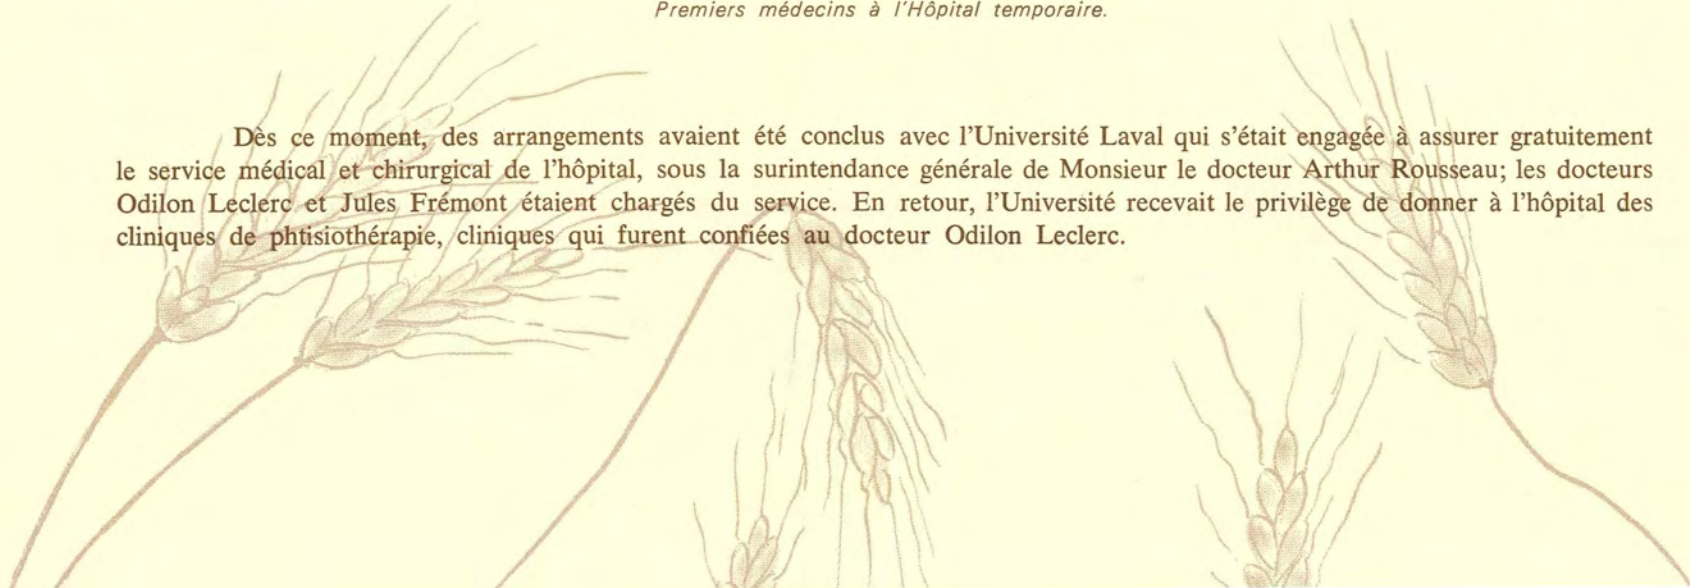 Premiers médecins à l'Hôpital temporaire.
Dès ce moment, des arrangements avaient été conclus avec l'Université Laval qui s'était engagée à assurer gratuitement
le service médical et chirurgical de l'hôpital, sous la surintendance générale de Monsieur le docteur Arthur Rousseau; les docteurs
Odilon Leclerc et Jules Frémont étaient chargés du service. En retour, l'Université recevait le privilège de donner à l'hôpital des
cliniques de phtisiothérapie, cliniques qui furent confiées au docteur Odilon Leclerc.